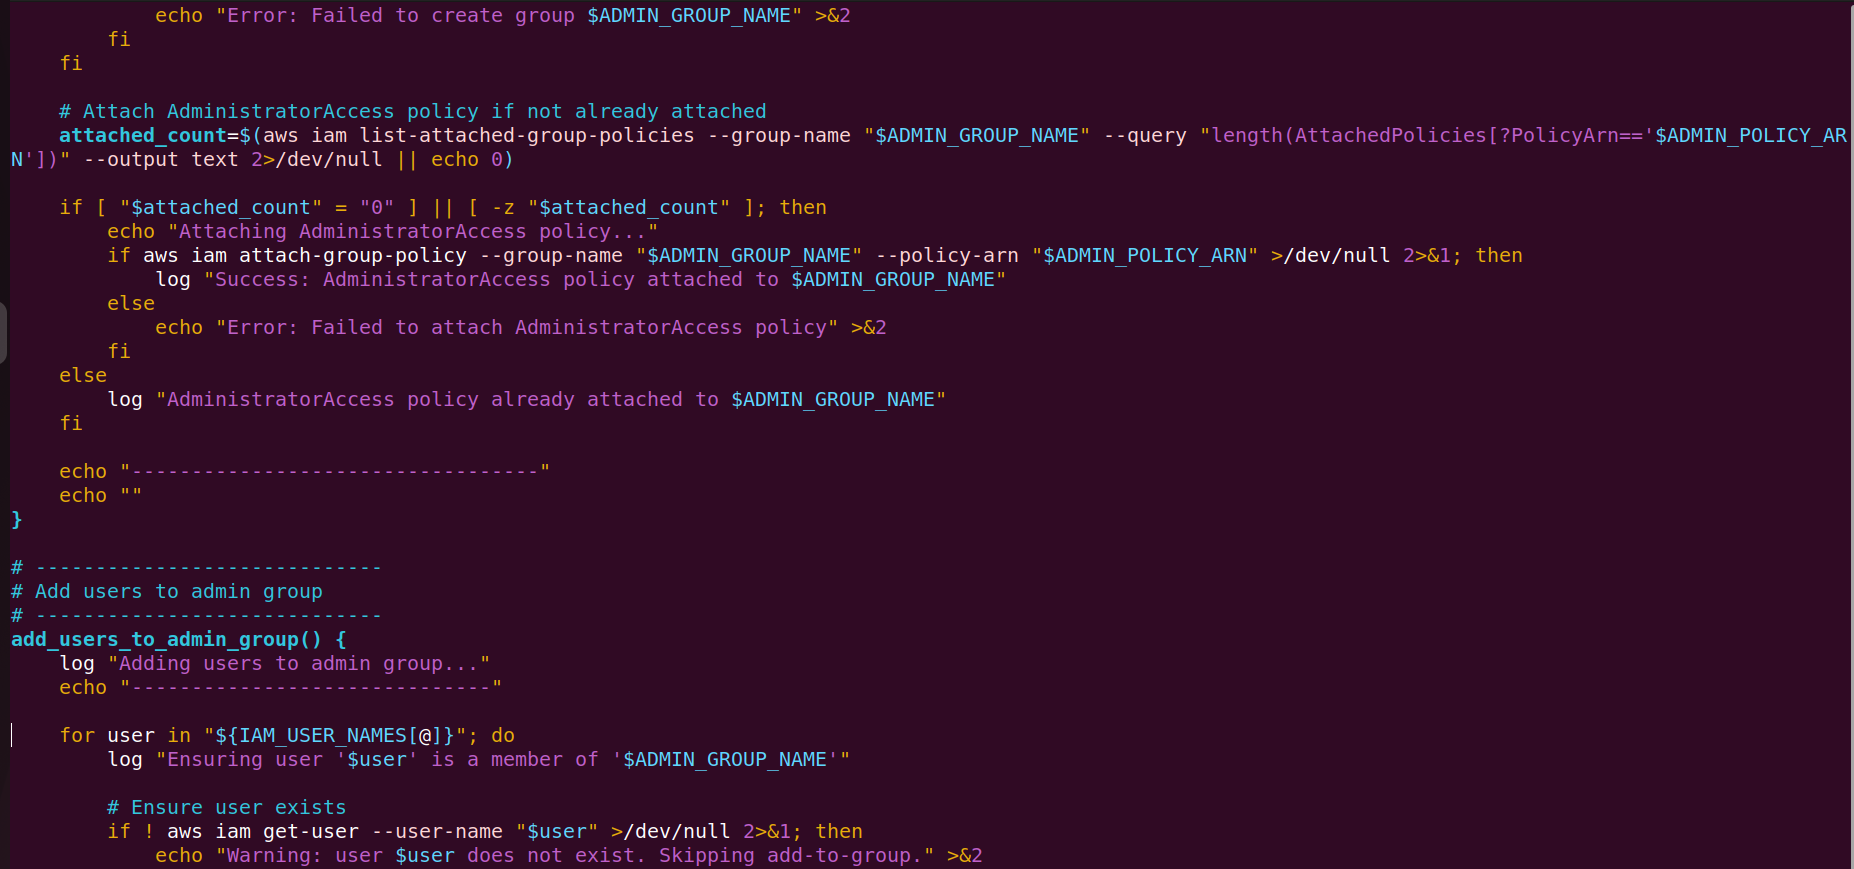 echo "Error: Failed to create group $ADMIN_GROUP_NAME" >&2
        fi
    fi

    # Attach AdministratorAccess policy if not already attached
    attached_count=$(aws iam list-attached-group-policies --group-name "$ADMIN_GROUP_NAME" --query "length(AttachedPolicies[?PolicyArn=='$ADMIN_POLICY_AR
N'])" --output text 2>/dev/null || echo 0)

    if [ "$attached_count" = "0" ] || [ -z "$attached_count" ]; then
        echo "Attaching AdministratorAccess policy..."
        if aws iam attach-group-policy --group-name "$ADMIN_GROUP_NAME" --policy-arn "$ADMIN_POLICY_ARN" >/dev/null 2>&1; then
            log "Success: AdministratorAccess policy attached to $ADMIN_GROUP_NAME"
        else
            echo "Error: Failed to attach AdministratorAccess policy" >&2
        fi
    else
        log "AdministratorAccess policy already attached to $ADMIN_GROUP_NAME"
    fi

    echo "----------------------------------"
    echo ""
}

# -----------------------------
# Add users to admin group
# -----------------------------
add_users_to_admin_group() {
    log "Adding users to admin group..."
    echo "------------------------------"

    for user in "${IAM_USER_NAMES[@]}"; do
        log "Ensuring user '$user' is a member of '$ADMIN_GROUP_NAME'"

        # Ensure user exists
        if ! aws iam get-user --user-name "$user" >/dev/null 2>&1; then
            echo "Warning: user $user does not exist. Skipping add-to-group." >&2